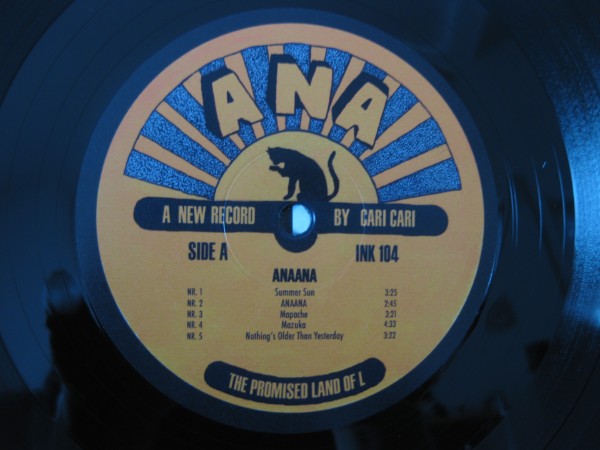 ANA
A NEW RECORD BY CARI CARI
SIDE A INK 104
ANAANA
NR. 1 Summer Sun 3:25
NR. 2 ANAANA 2:45
NR. 3 Mapache 3:21
NR. 4 Mazuka 4:33
NR. 5 Nothing's Older Than Yesterday 3:22
THE PROMISED LAND OF L